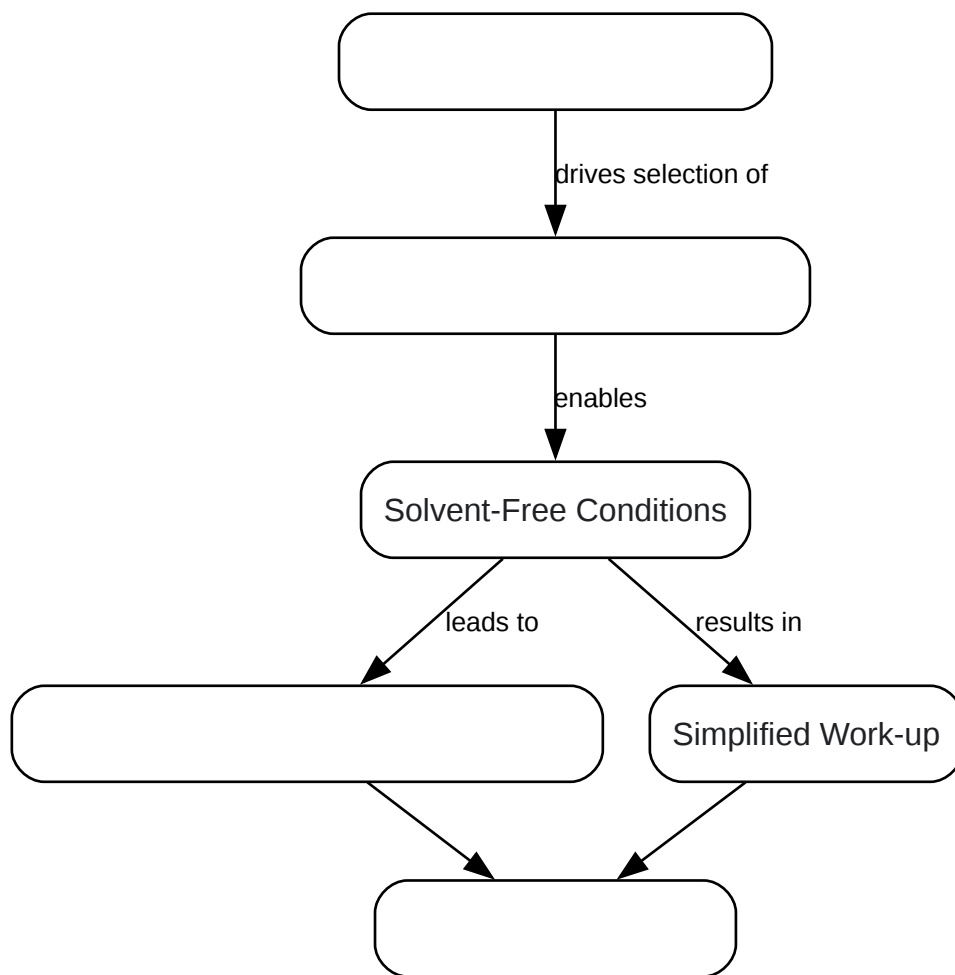 drives selection of
enables
Solvent-Free Conditions
leads to
results in
Simplified Work-up